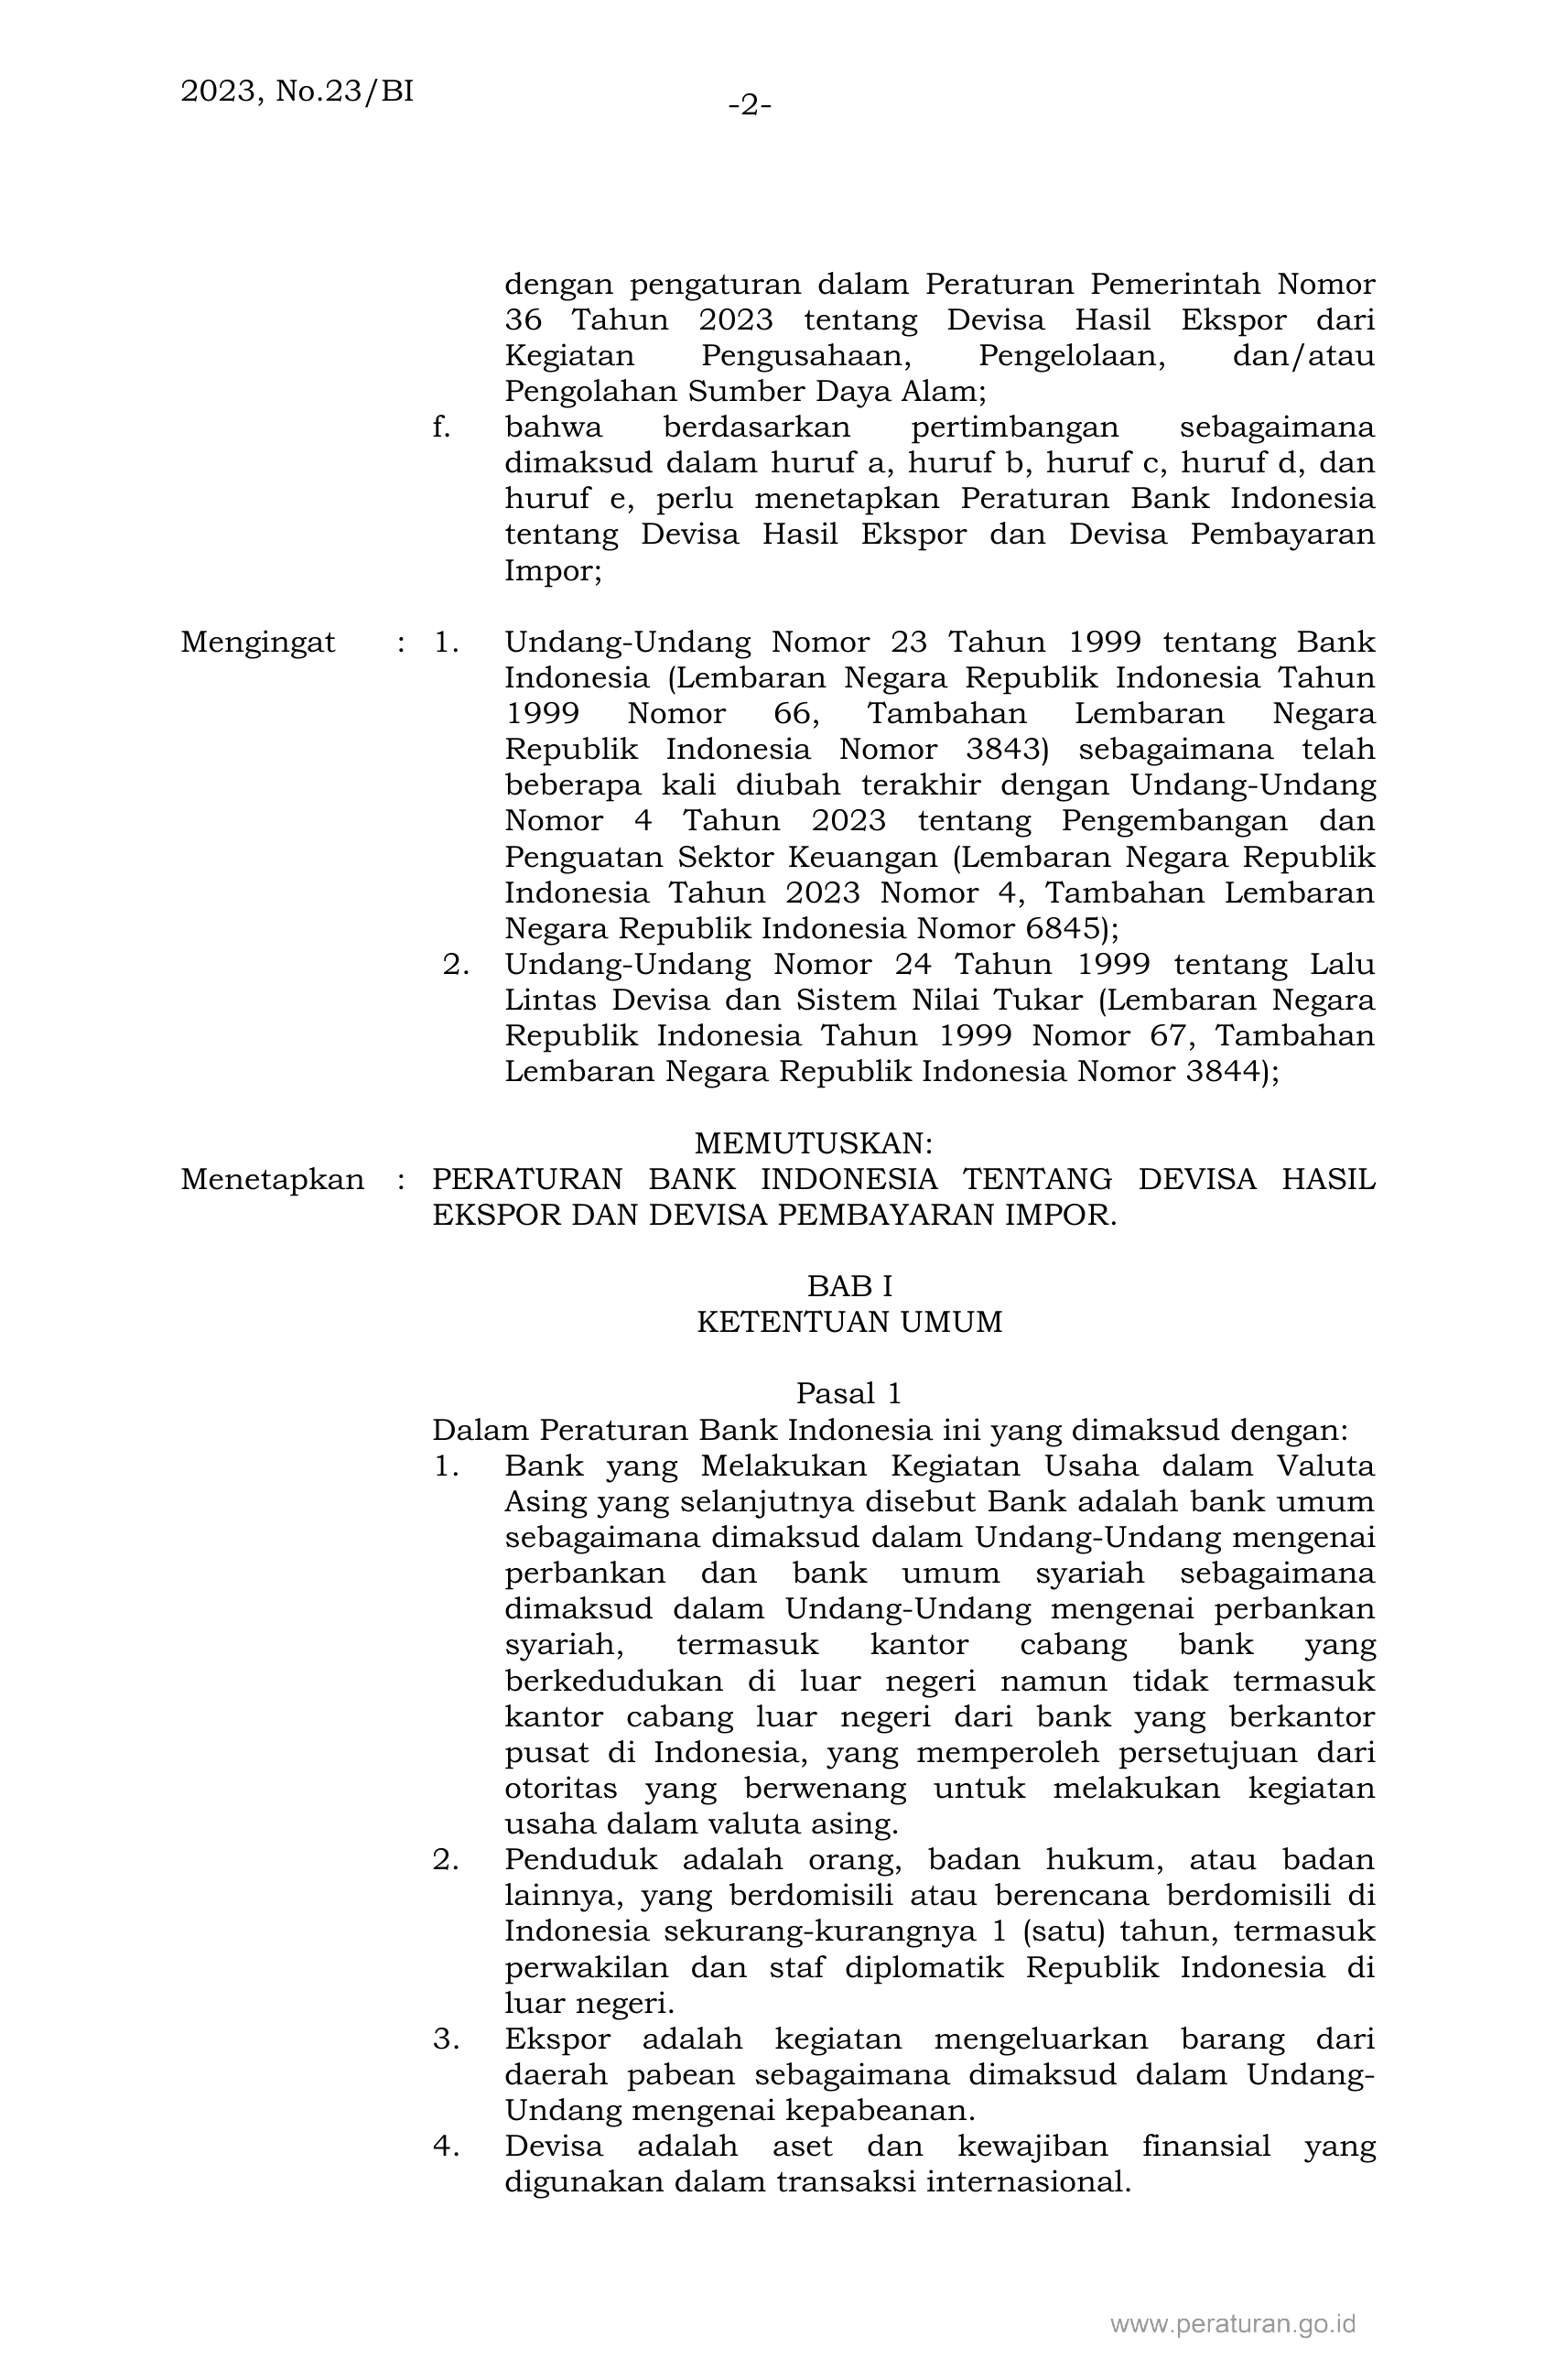 2023, No.23/BI
-2-
dengan pengaturan dalam Peraturan Pemerintah Nomor
36 Tahun 2023 tentang Devisa Hasil Ekspor dari
Kegiatan Pengusahaan, Pengelolaan, dan/atau
Pengolahan Sumber Daya Alam;
f. bahwa berdasarkan pertimbangan sebagaimana
dimaksud dalam huruf a, huruf b, huruf c, huruf d, dan
huruf e, perlu menetapkan Peraturan Bank Indonesia
tentang Devisa Hasil Ekspor dan Devisa Pembayaran
Impor;
Mengingat : 1. Undang-Undang Nomor 23 Tahun 1999 tentang Bank
Indonesia (Lembaran Negara Republik Indonesia Tahun
1999 Nomor 66, Tambahan Lembaran Negara
Republik Indonesia Nomor 3843) sebagaimana telah
beberapa kali diubah terakhir dengan Undang-Undang
Nomor 4 Tahun 2023 tentang Pengembangan dan
Penguatan Sektor Keuangan (Lembaran Negara Republik
Indonesia Tahun 2023 Nomor 4, Tambahan Lembaran
Negara Republik Indonesia Nomor 6845);
2. Undang-Undang Nomor 24 Tahun 1999 tentang Lalu
Lintas Devisa dan Sistem Nilai Tukar (Lembaran Negara
Republik Indonesia Tahun 1999 Nomor 67, Tambahan
Lembaran Negara Republik Indonesia Nomor 3844);
MEMUTUSKAN:
Menetapkan : PERATURAN BANK INDONESIA TENTANG DEVISA HASIL
EKSPOR DAN DEVISA PEMBAYARAN IMPOR.
BAB I
KETENTUAN UMUM
Pasal 1
Dalam Peraturan Bank Indonesia ini yang dimaksud dengan:
1. Bank yang Melakukan Kegiatan Usaha dalam Valuta
Asing yang selanjutnya disebut Bank adalah bank umum
sebagaimana dimaksud dalam Undang-Undang mengenai
perbankan dan bank umum syariah sebagaimana
dimaksud dalam Undang-Undang mengenai perbankan
syariah, termasuk kantor cabang bank yang
berkedudukan di luar negeri namun tidak termasuk
kantor cabang luar negeri dari bank yang berkantor
pusat di Indonesia, yang memperoleh persetujuan dari
otoritas yang berwenang untuk melakukan kegiatan
usaha dalam valuta asing.
2. Penduduk adalah orang, badan hukum, atau badan
lainnya, yang berdomisili atau berencana berdomisili di
Indonesia sekurang-kurangnya 1 (satu) tahun, termasuk
perwakilan dan staf diplomatik Republik Indonesia di
luar negeri.
3. Ekspor adalah kegiatan mengeluarkan barang dari
daerah pabean sebagaimana dimaksud dalam Undang-
Undang mengenai kepabeanan.
4. Devisa adalah aset dan kewajiban finansial yang
digunakan dalam transaksi internasional.
www.peraturan.go.id